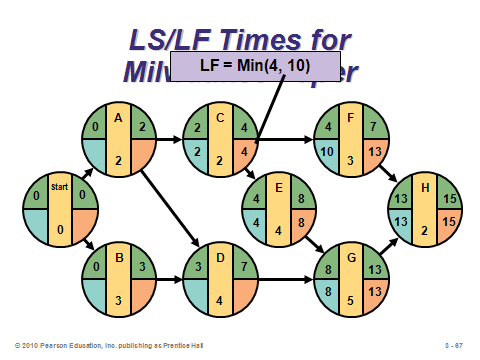 LS/LF Times for
LF = Min(4, 10)
A
0 2
2
C
2 4
2 4
2
F
4 7
10 13
3
Start
0 0
0
E
4 8
4 8
4
H
13 15
13 15
2
B
0 3
3
D
3 7
4
G
8 13
8 13
5
© 2010 Pearson Education, Inc. publishing as Prentice Hall
3 - 67